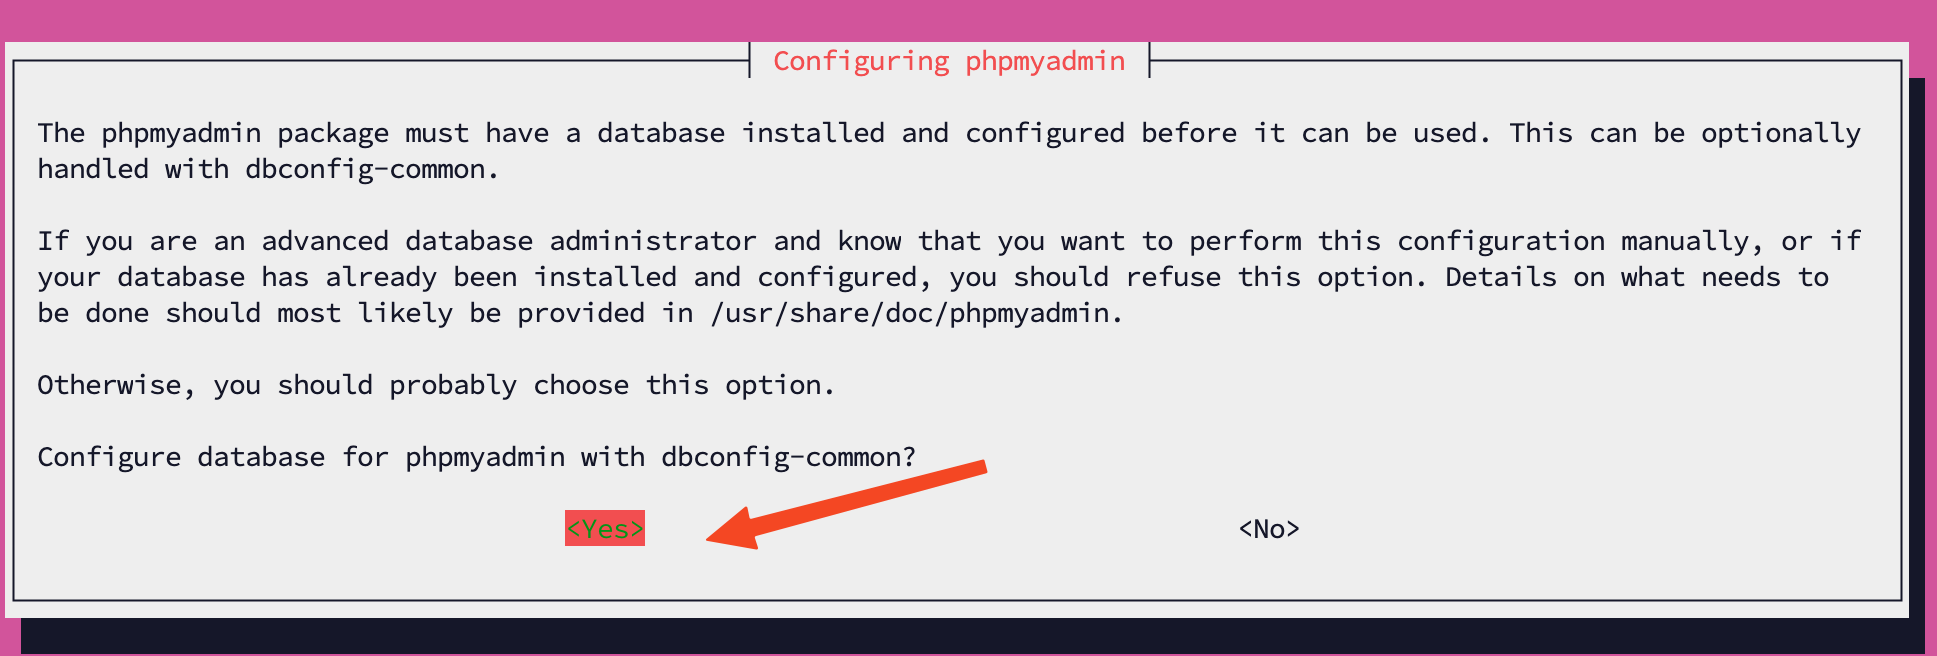 Configuring phpmyadmin
The phpmyadmin package must have a database installed and configured before it can be used. This can be optionally
handled with dbconfig-common.
If you are an advanced database administrator and know that you want to perform this configuration manually, or if
your database has already been installed and configured, you should refuse this option. Details on what needs to
be done should most likely be provided in /usr/share/doc/phpmyadmin.
Otherwise, you should probably choose this option.
Configure database for phpmyadmin with dbconfig-common?
<Yes> <No>